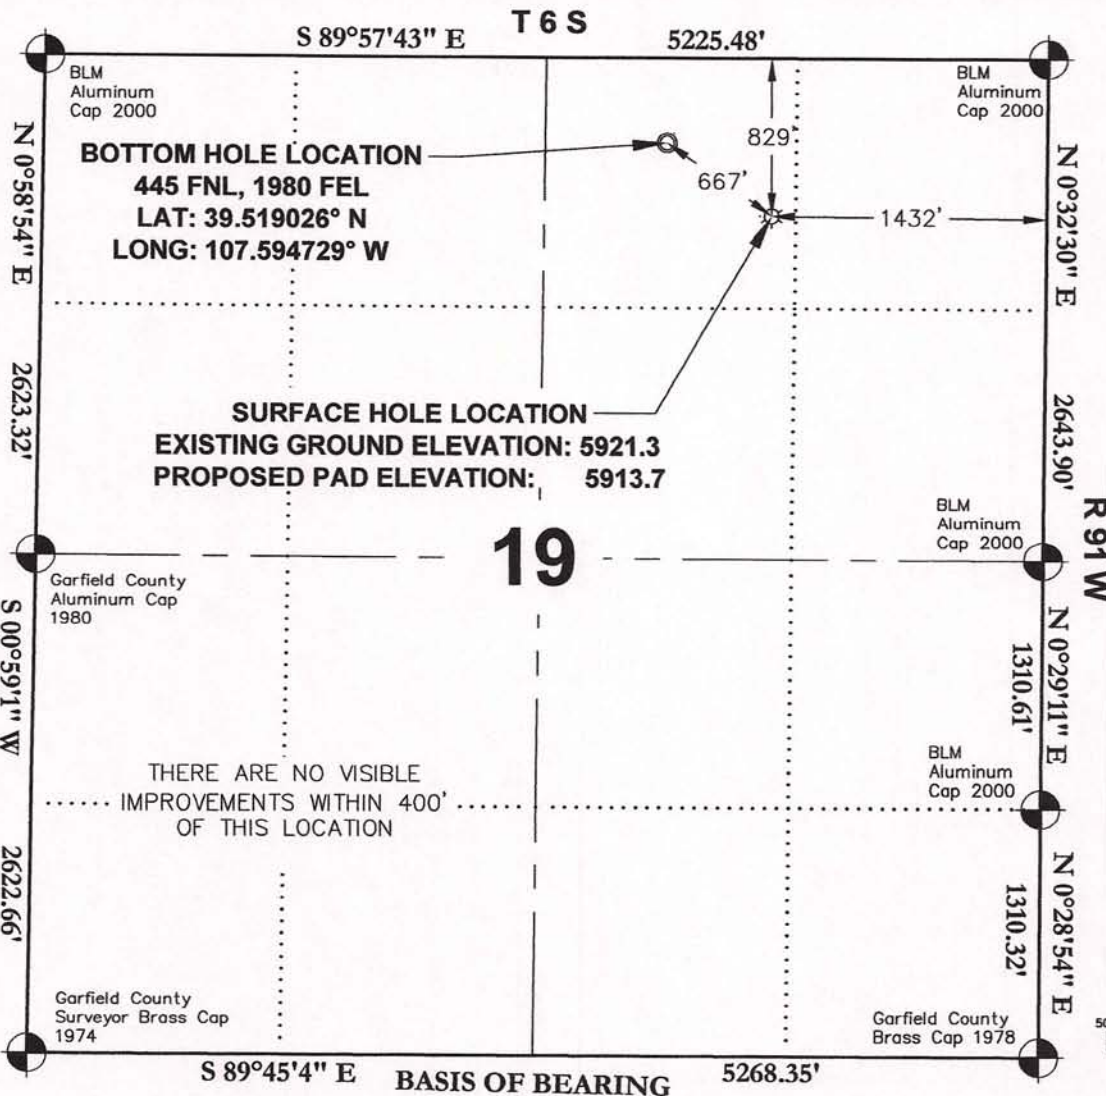 T 6 S
S 89°57'43" E 5225.48'
BLM
Aluminum
Cap 2000
BLM
Aluminum
Cap 2000
N 0°58'54" E 2623.32'
BOTTOM HOLE LOCATION
445 FNL, 1980 FEL
LAT: 39.519026° N
LONG: 107.594729° W
829'
667'
1432'
N 0°32'30" E 2643.90'
SURFACE HOLE LOCATION
EXISTING GROUND ELEVATION: 5921.3
PROPOSED PAD ELEVATION: 5913.7
R 91 W
BLM
Aluminum
Cap 2000
19
Garfield County
Aluminum Cap
1980
S 00°59'1" W 2622.66'
N 0°29'11" E
1310.61'
BLM
Aluminum
Cap 2000
THERE ARE NO VISIBLE
IMPROVEMENTS WITHIN 400'
OF THIS LOCATION
N 0°28'54" E
1310.32'
Garfield County
Surveyor Brass Cap
1974
Garfield County
Brass Cap 1978
50
S 89°45'4" E 5268.35'
BASIS OF BEARING